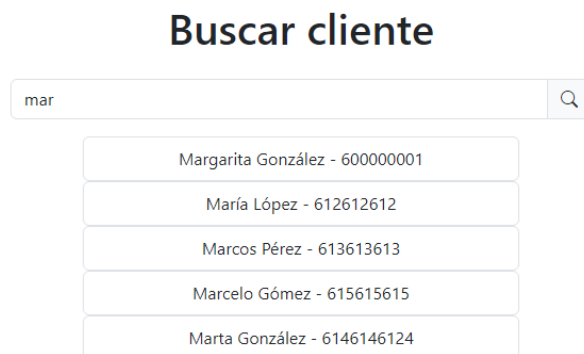 Buscar cliente
mar
Margarita González - 600000001
María López - 612612612
Marcos Pérez - 613613613
Marcelo Gómez - 615615615
Marta González - 6146146124